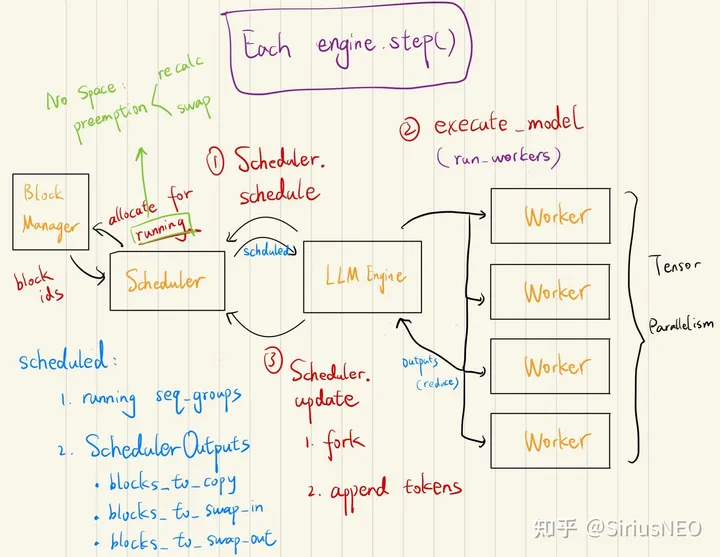 Each engine.step()
No Space:
preemption
recalc
swap
② execute_model
(run_workers)
① Scheduler.
schedule
Block
Manager
allocate for
running
block
ids
Scheduler
schduled
LLM Engine
Worker
Worker
Worker
Worker
Tensor
Parallelism
outputs
(reduce)
③
Scheduler.
update
1. fork
2. append tokens
scheduled:
1. running seq_groups
2. SchedulerOutputs
• blocks_to_copy
• blocks_to_swap_in
• blocks_to_swap_out
知乎 @SiriusNEO